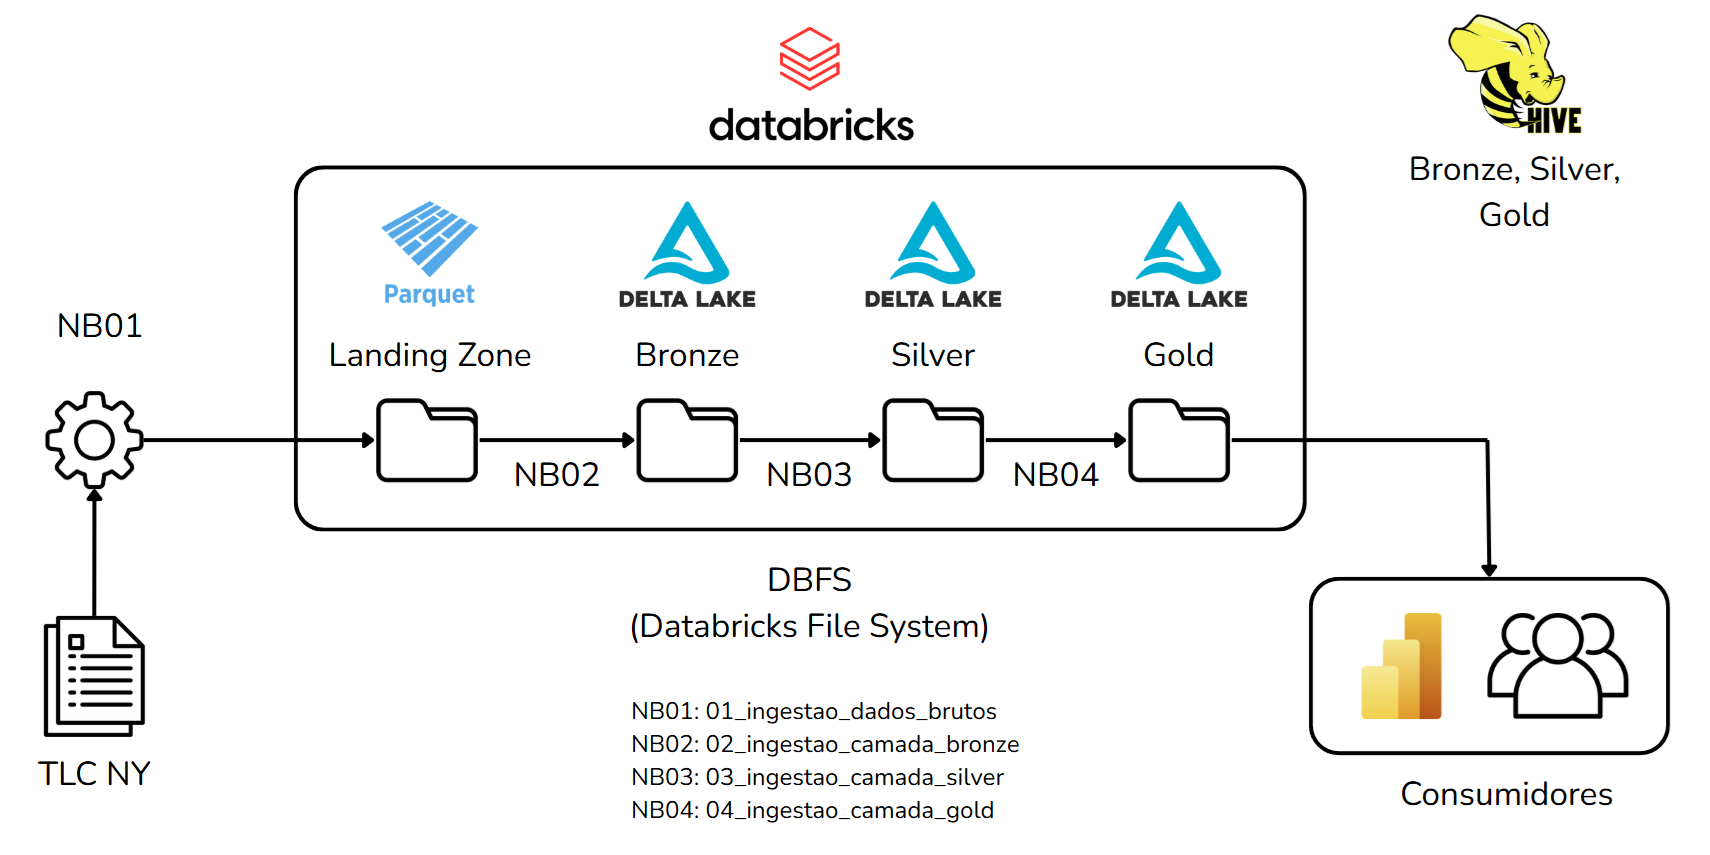 databricks
HIVE
Bronze, Silver,
Gold
Parquet
DELTA LAKE
DELTA LAKE
DELTA LAKE
NB01
Landing Zone
Bronze
Silver
Gold
NB02
NB03
NB04
DBFS
(Databricks File System)
NB01: 01_ingestao_dados_brutos
NB02: 02_ingestao_camada_bronze
NB03: 03_ingestao_camada_silver
NB04: 04_ingestao_camada_gold
TLC NY
Consumidores